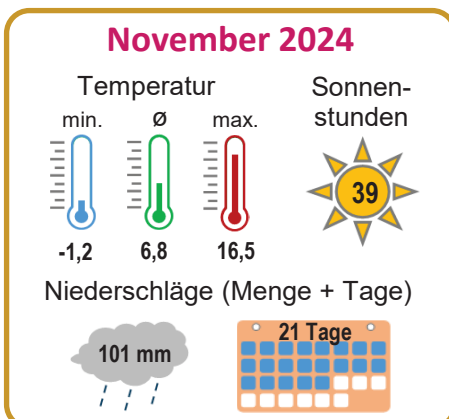 November 2024
Temperatur
Sonnen-
stunden
min. Ø max.
39
-1,2 6,8 16,5
Niederschläge (Menge + Tage)
101 mm
21 Tage